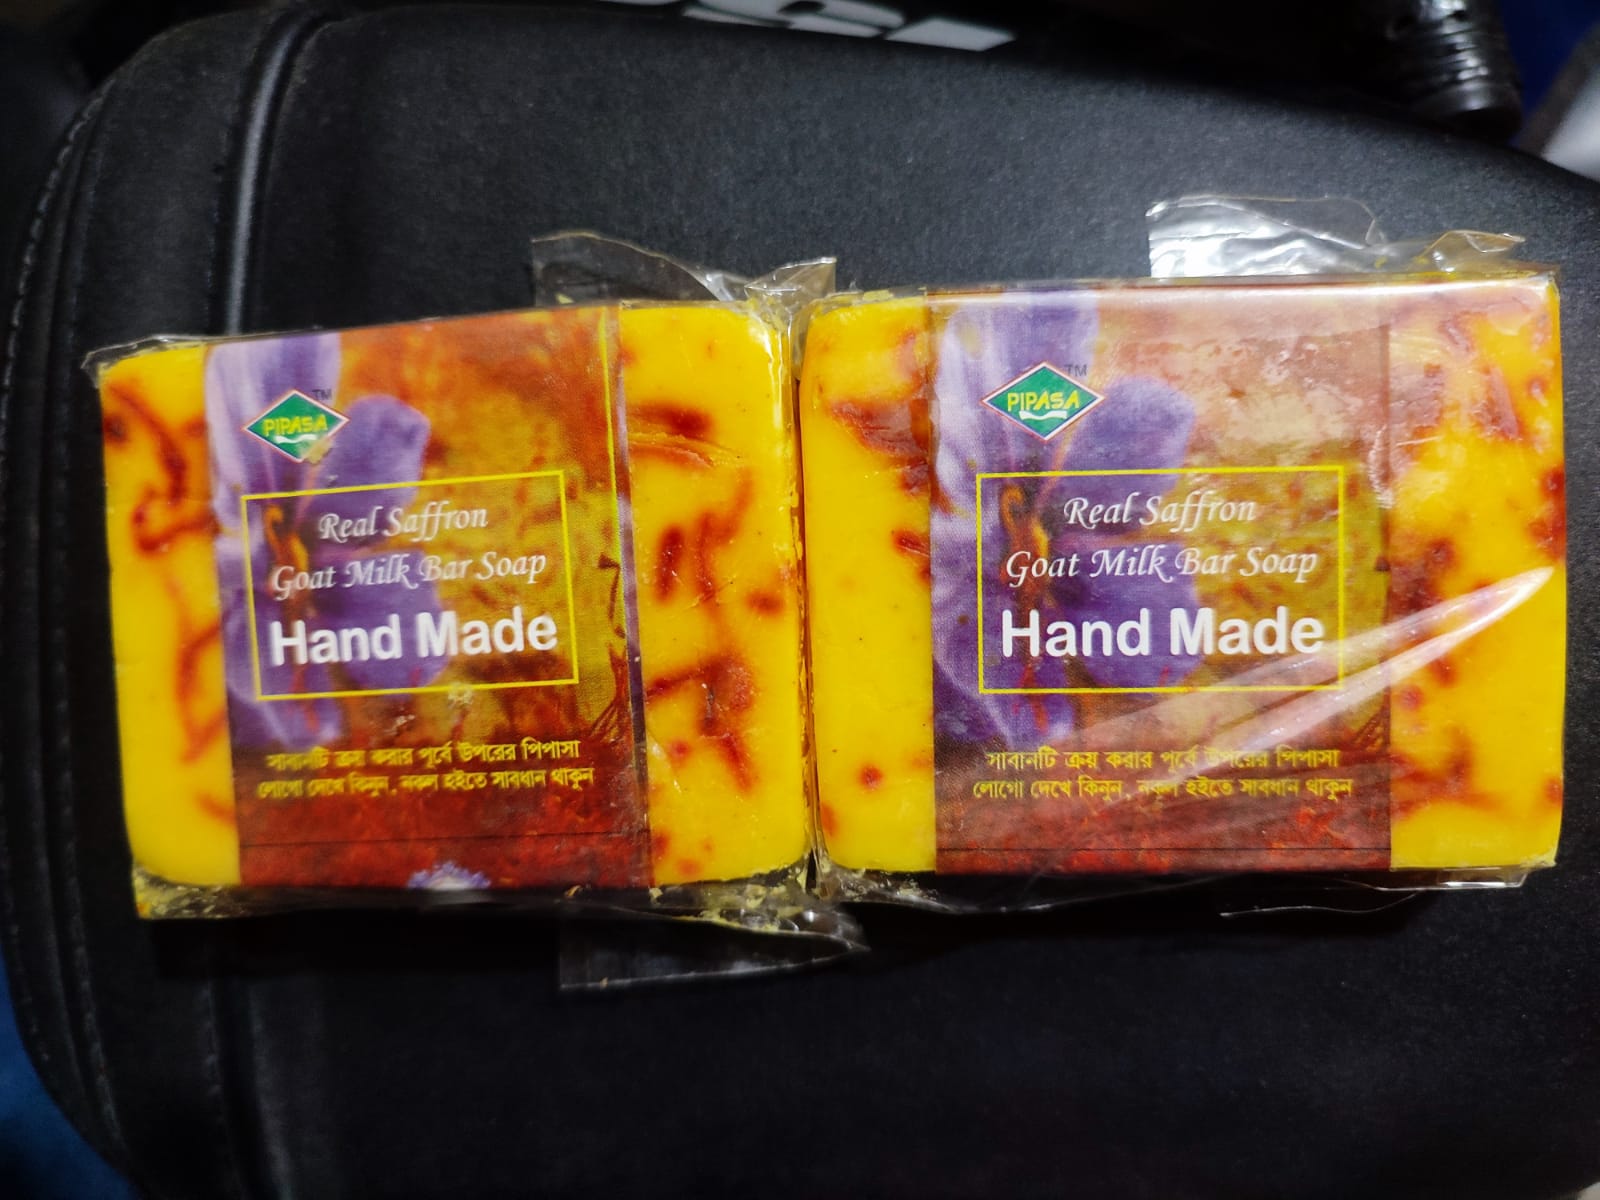 PIPASA TM
Real Saffron
Goat Milk Bar Soap
Hand Made
সাবানটি ক্রয় করার পূর্বে উপরের পিপাসা
লোগো দেখে কিনুন, নকল হইতে সাবধান থাকুন
PIPASA TM
Real Saffron
Goat Milk Bar Soap
Hand Made
সাবানটি ক্রয় করার পূর্বে উপরের পিপাসা
লোগো দেখে কিনুন, নকল হইতে সাবধান থাকুন